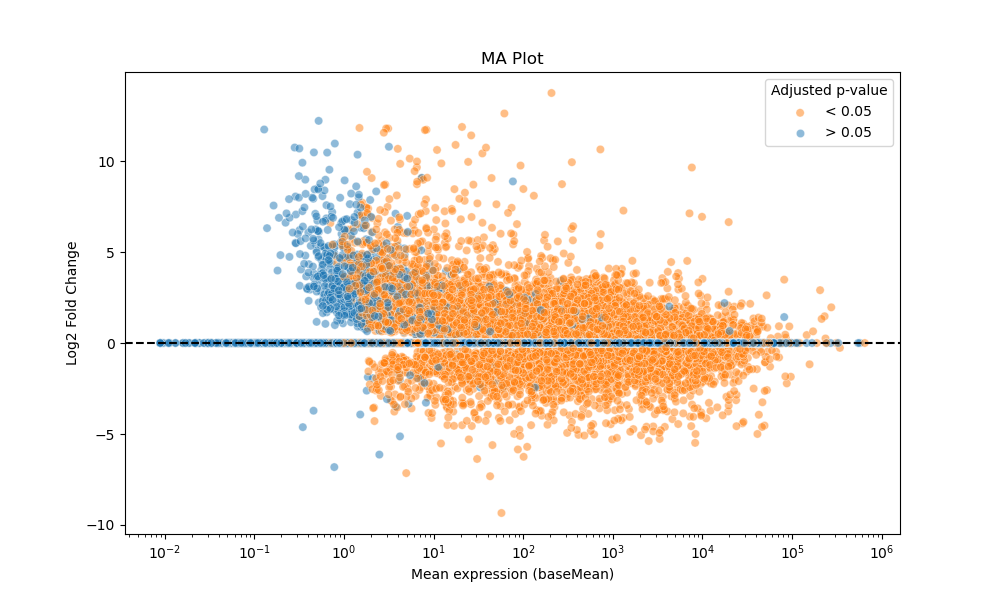 MA Plot
Adjusted p-value
< 0.05
> 0.05
Log2 Fold Change
10
5
0
−5
−10
10⁻² 10⁻¹ 10⁰ 10¹ 10² 10³ 10⁴ 10⁵ 10⁶
Mean expression (baseMean)